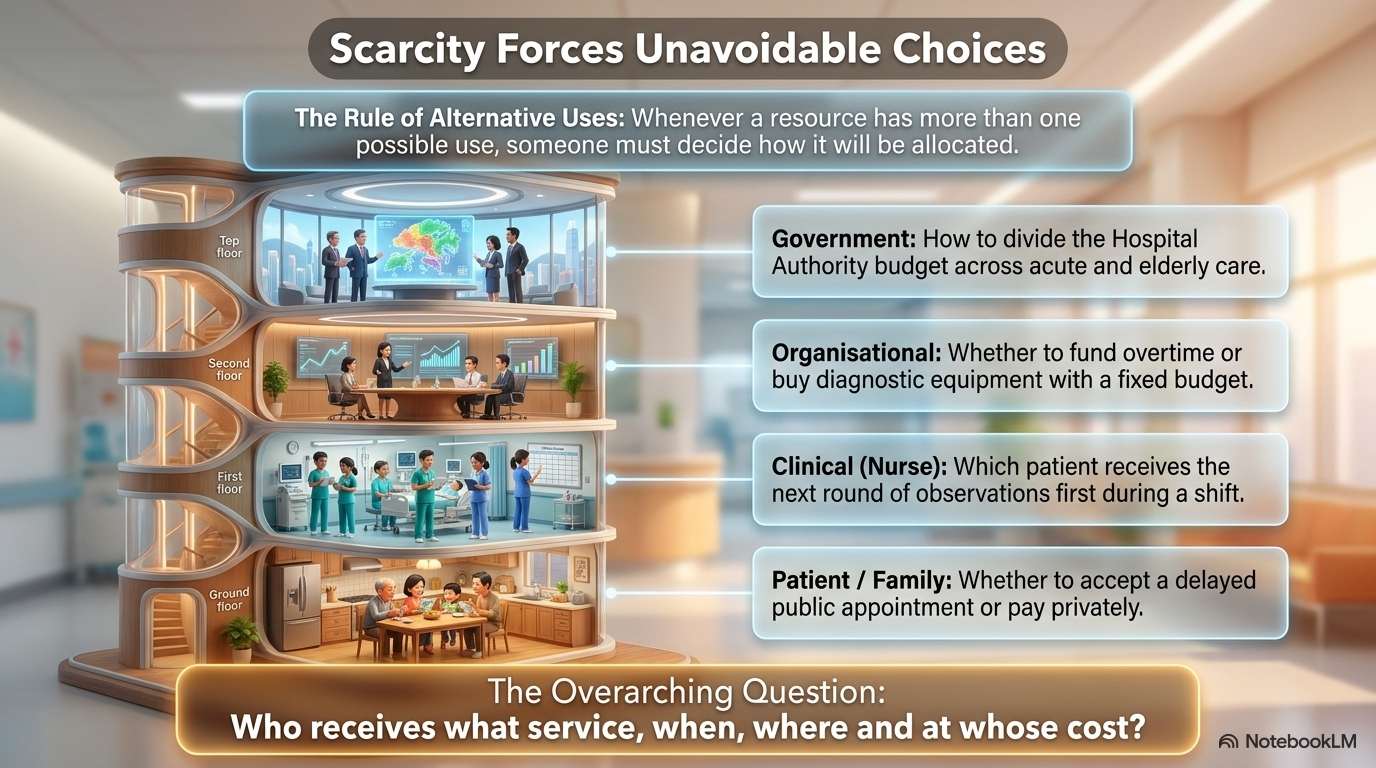 Scarcity Forces Unavoidable Choices
The Rule of Alternative Uses: Whenever a resource has more than one
possible use, someone must decide how it will be allocated.
Tep
floor
Government: How to divide the Hospital
Authority budget across acute and elderly care.
Second
floor
Organisational: Whether to fund overtime or
buy diagnostic equipment with a fixed budget.
First
floor
Clinical (Nurse): Which patient receives the
next round of observations first during a shift.
Ground
floor
Patient / Family: Whether to accept a delayed
public appointment or pay privately.
The Overarching Question:
Who receives what service, when, where and at whose cost?
NotebookLM